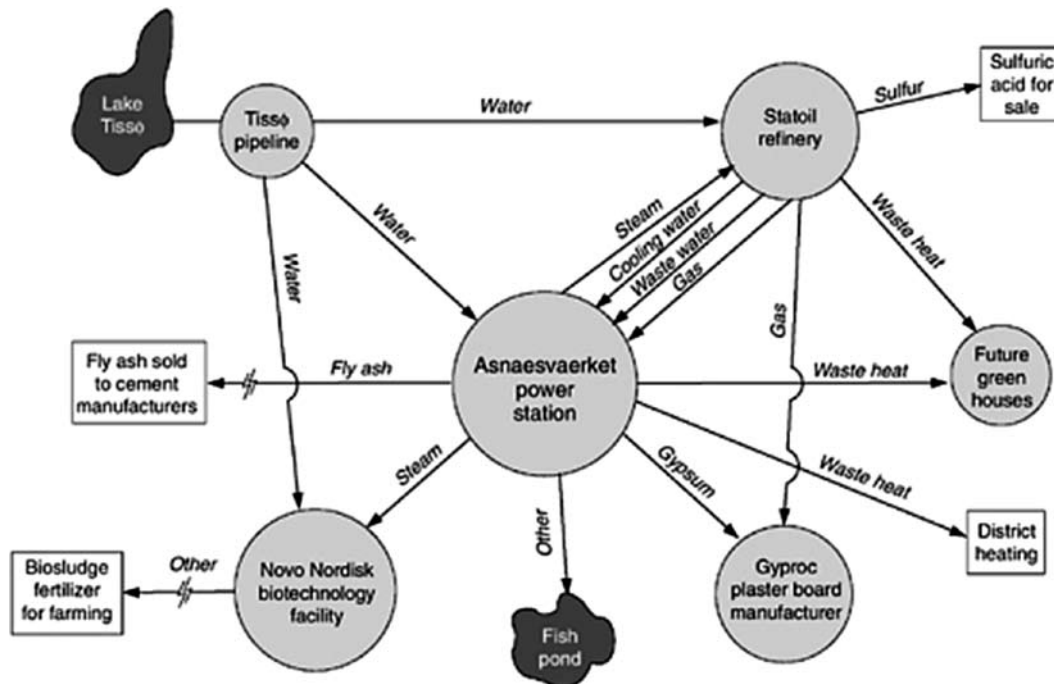 Lake
Tissø
Tissø
pipeline
Water
Statoil
refinery
Sulfur
Sulfuric
acid for
sale
Water
Water
Steam
Cooling water
Waste water
Gas
Gas
Waste heat
Fly ash sold
to cement
manufacturers
Fly ash
Asnaesvaerket
power
station
Waste heat
Future
green
houses
Steam
Other
Gypsum
Waste heat
District
heating
Biosludge
fertilizer
for farming
Other
Novo Nordisk
biotechnology
facility
Fish
pond
Gyproc
plaster board
manufacturer